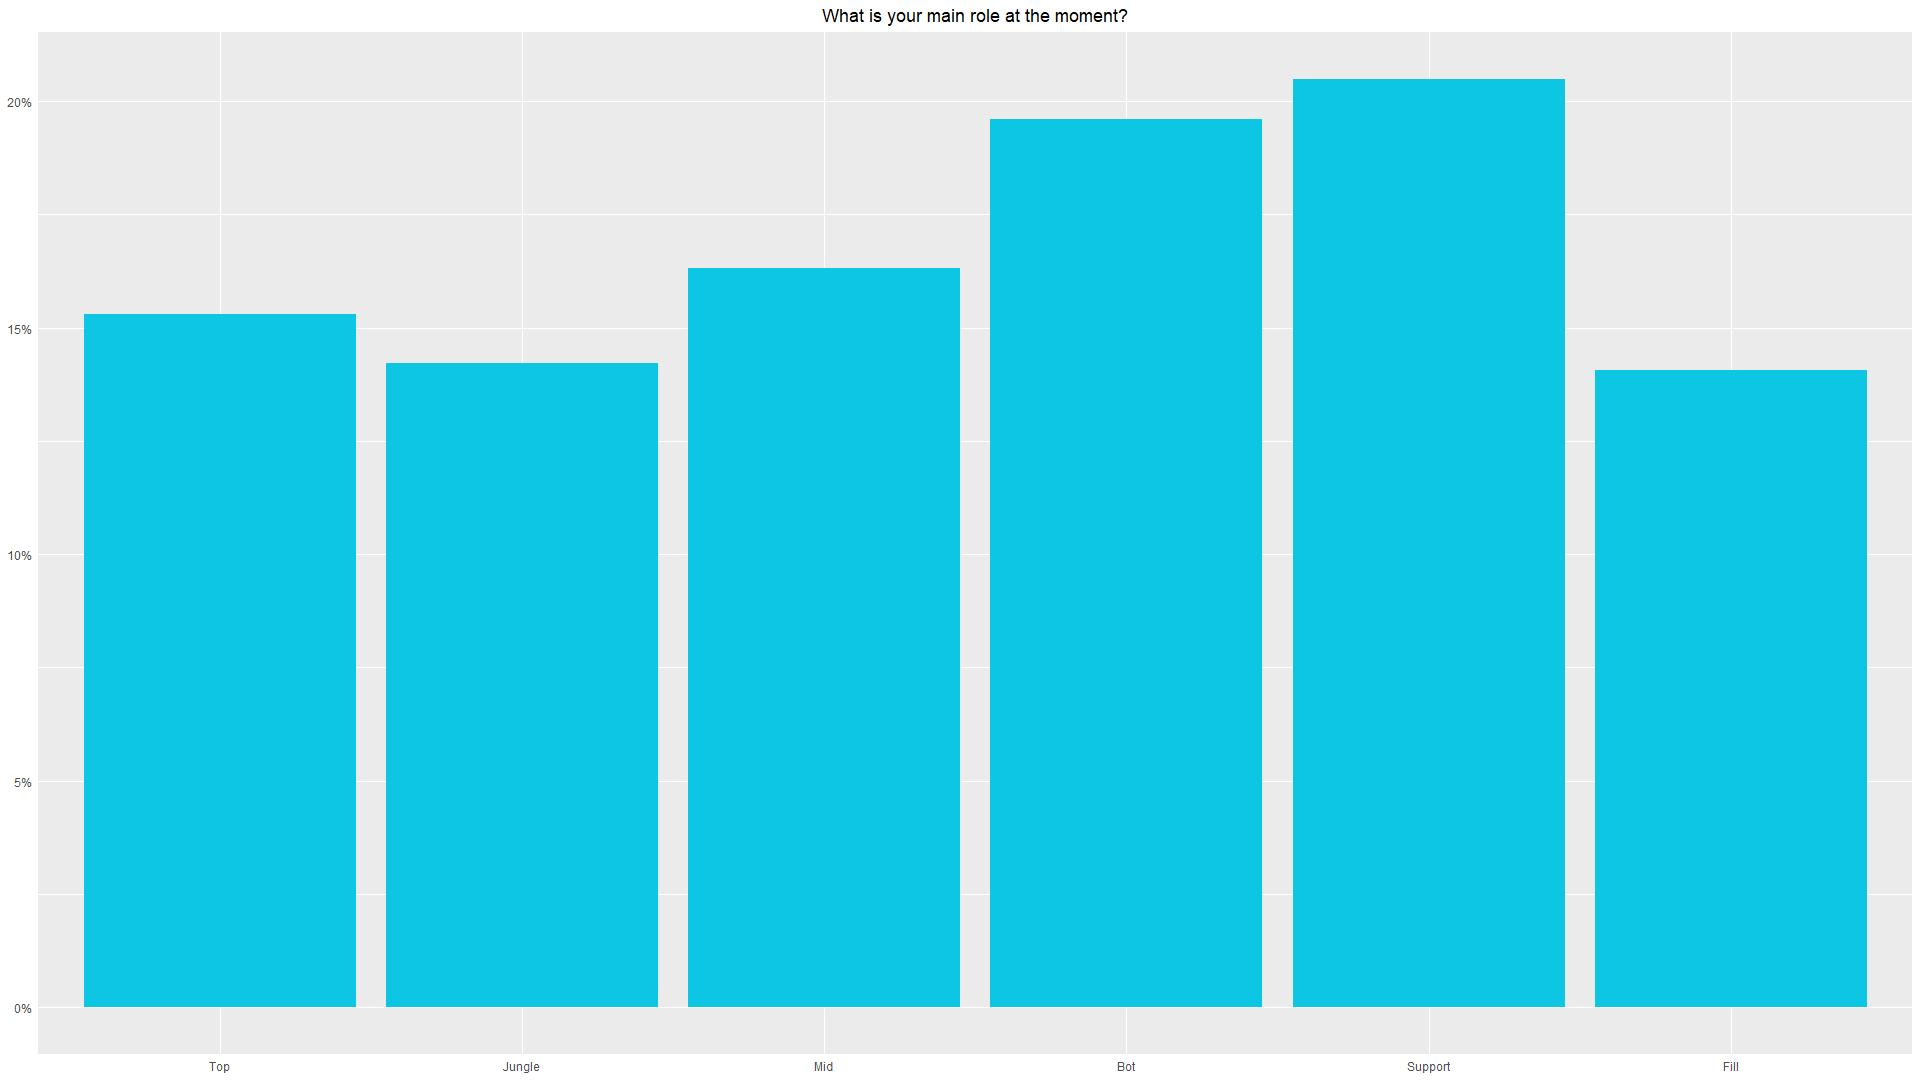 What is your main role at the moment?
20%
15%
10%
5%
0%
Top Jungle Mid Bot Support Fill